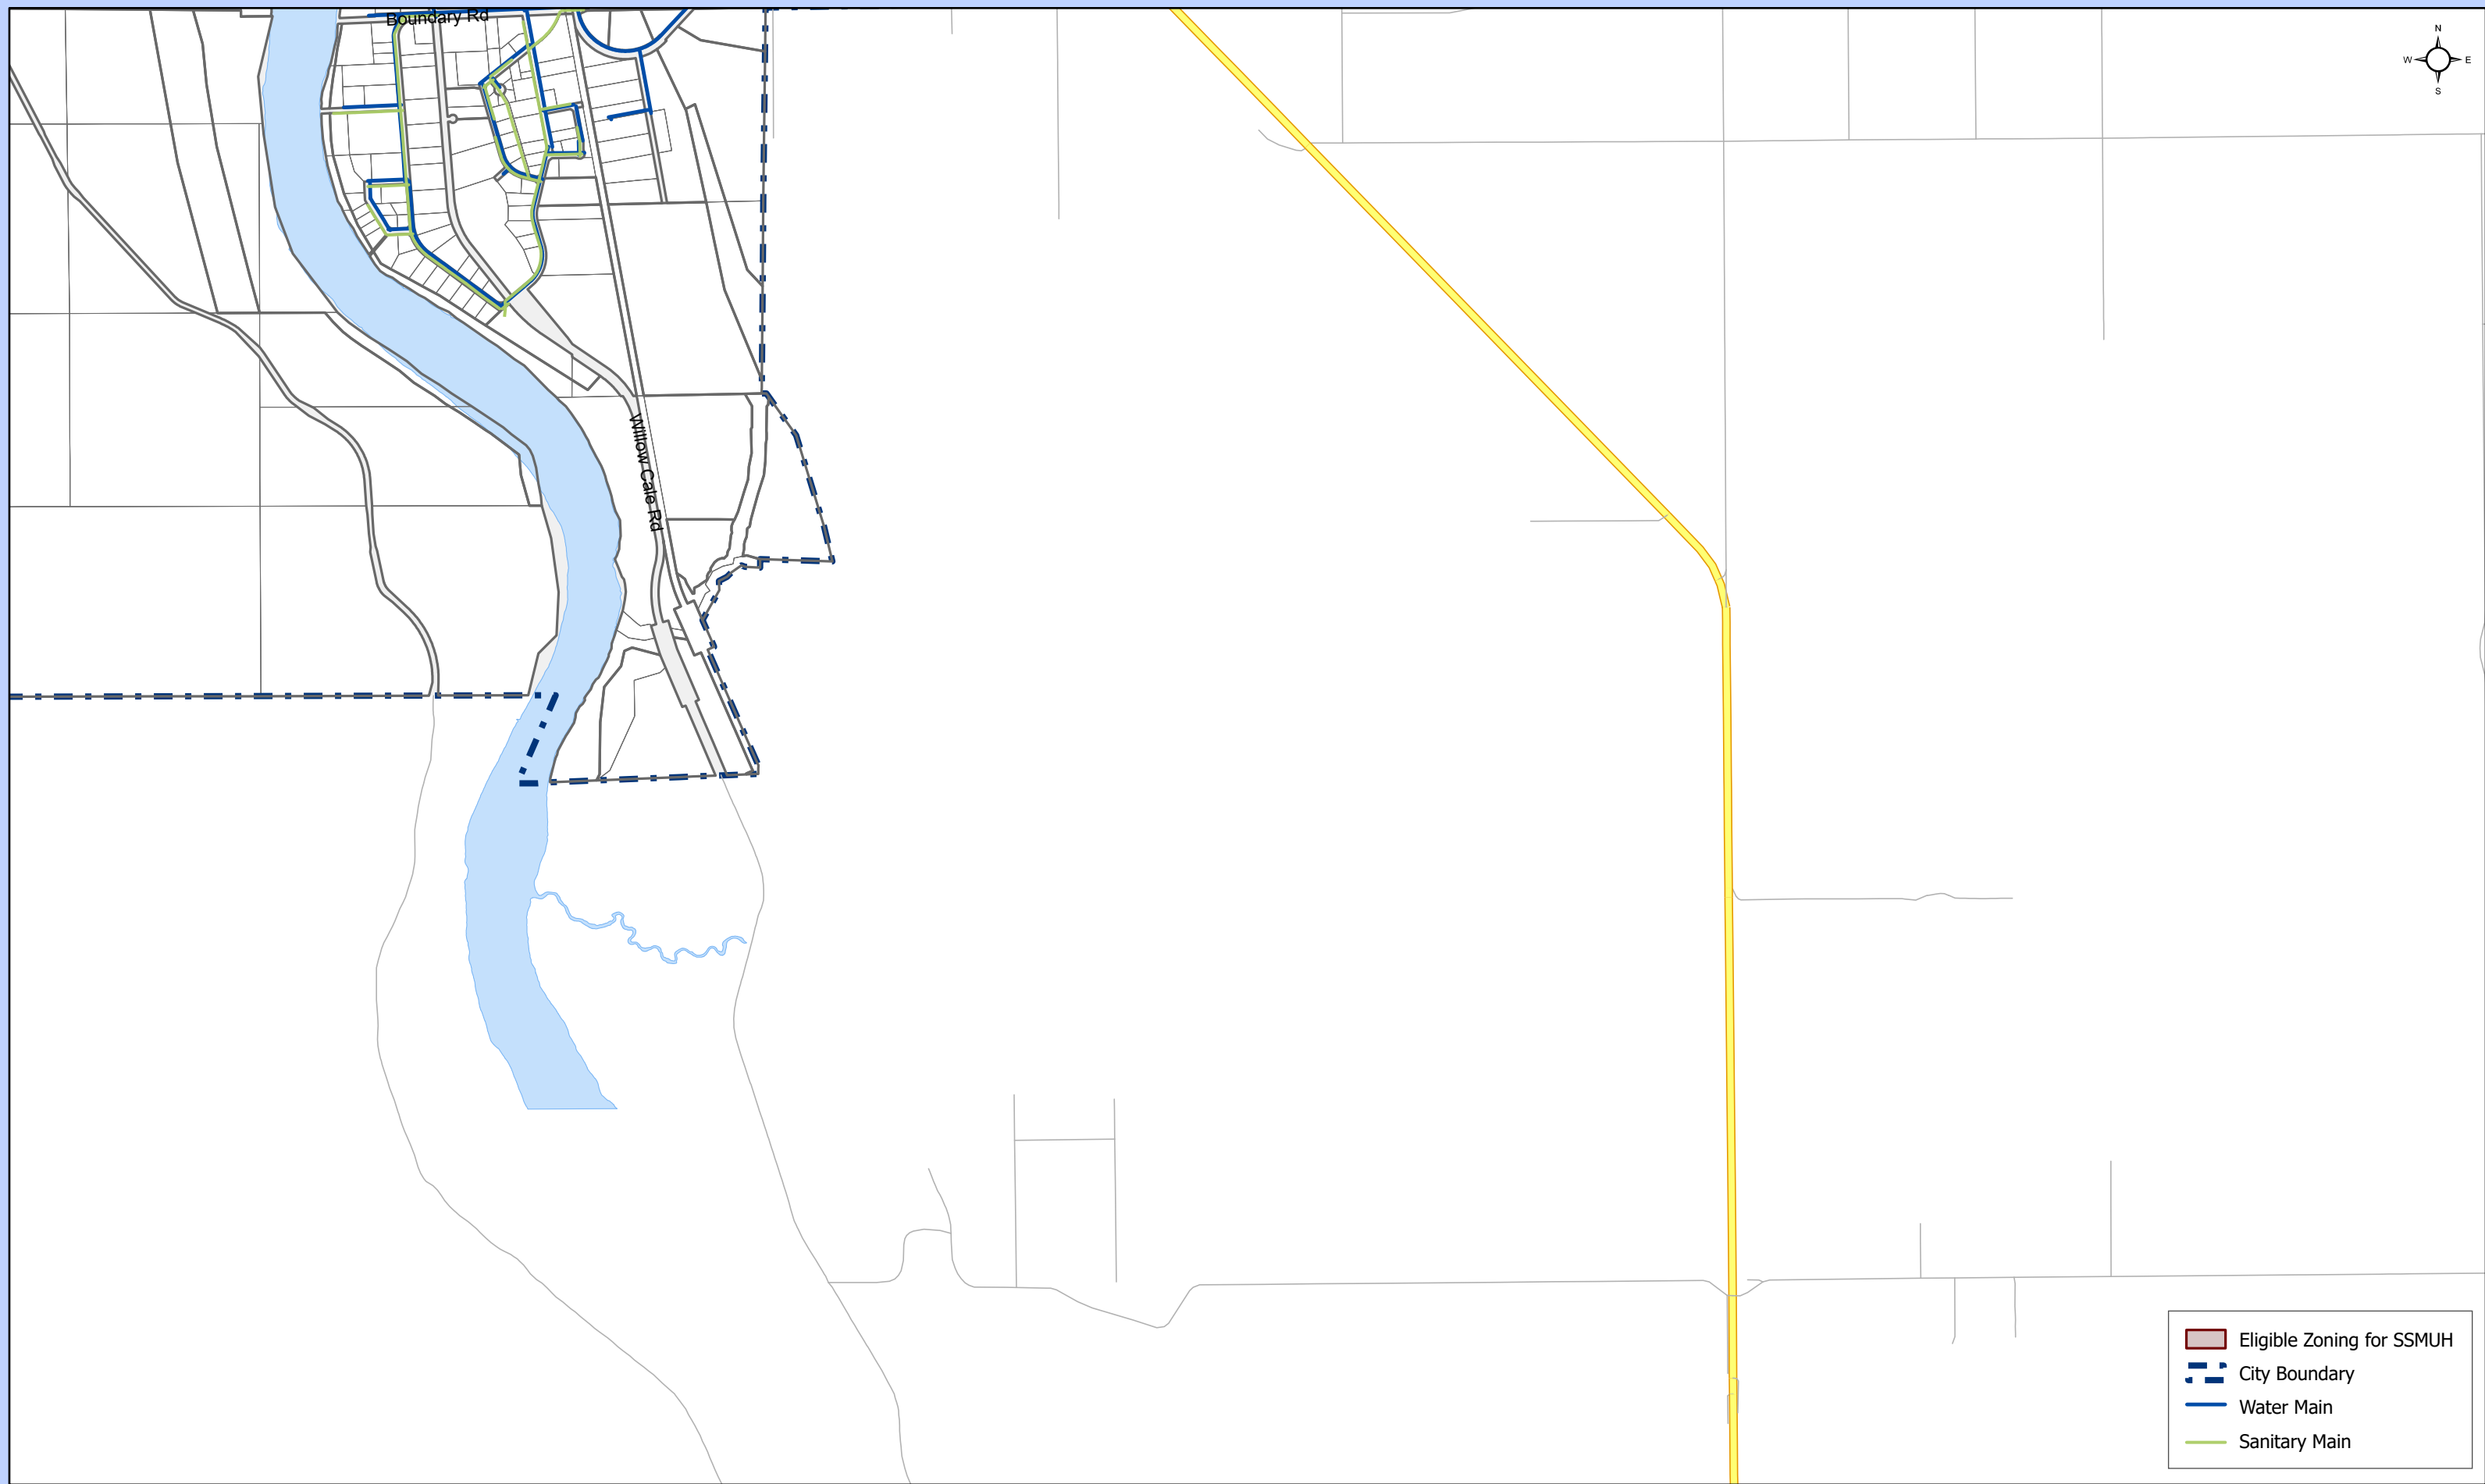 Boundary Rd
N
W
E
S
Willow Cale Rd
Eligible Zoning for SSMUH
City Boundary
Water Main
Sanitary Main